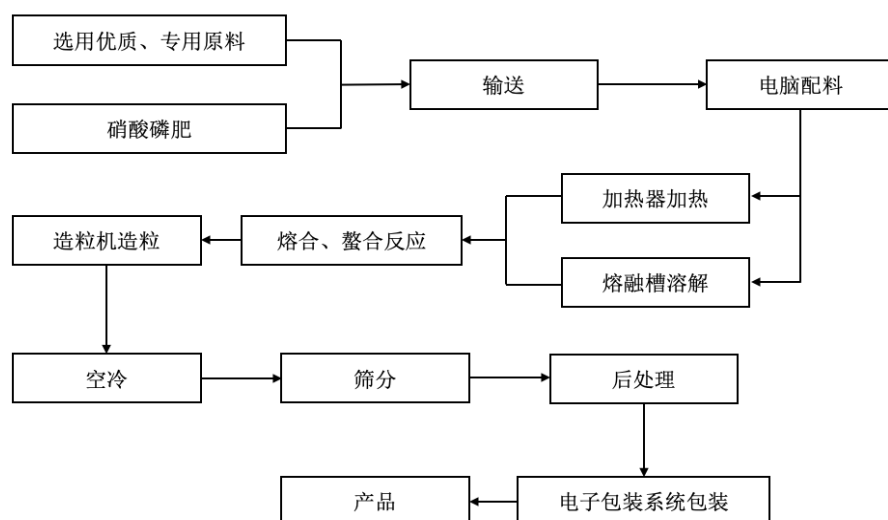 选用优质、专用原料
硝酸磷肥
输送
电脑配料
加热器加热
熔融槽溶解
熔合、螯合反应
造粒机造粒
空冷
筛分
后处理
电子包装系统包装
产品